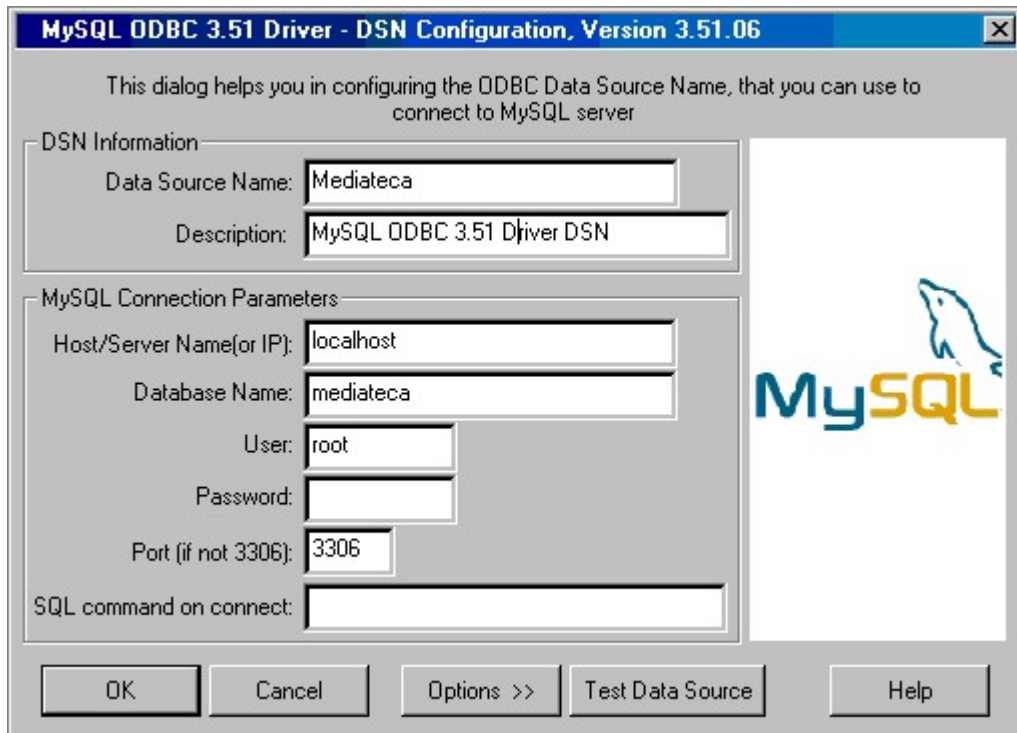 MySQL ODBC 3.51 Driver - DSN Configuration, Version 3.51.06
This dialog helps you in configuring the ODBC Data Source Name, that you can use to
connect to MySQL server
DSN Information
Data Source Name: Mediateca
Description: MySQL ODBC 3.51 Driver DSN
MySQL Connection Parameters
Host/Server Name(or IP): localhost
Database Name: mediateca
User: root
Password:
Port (if not 3306): 3306
SQL command on connect:
MySQL
OK Cancel Options >> Test Data Source Help